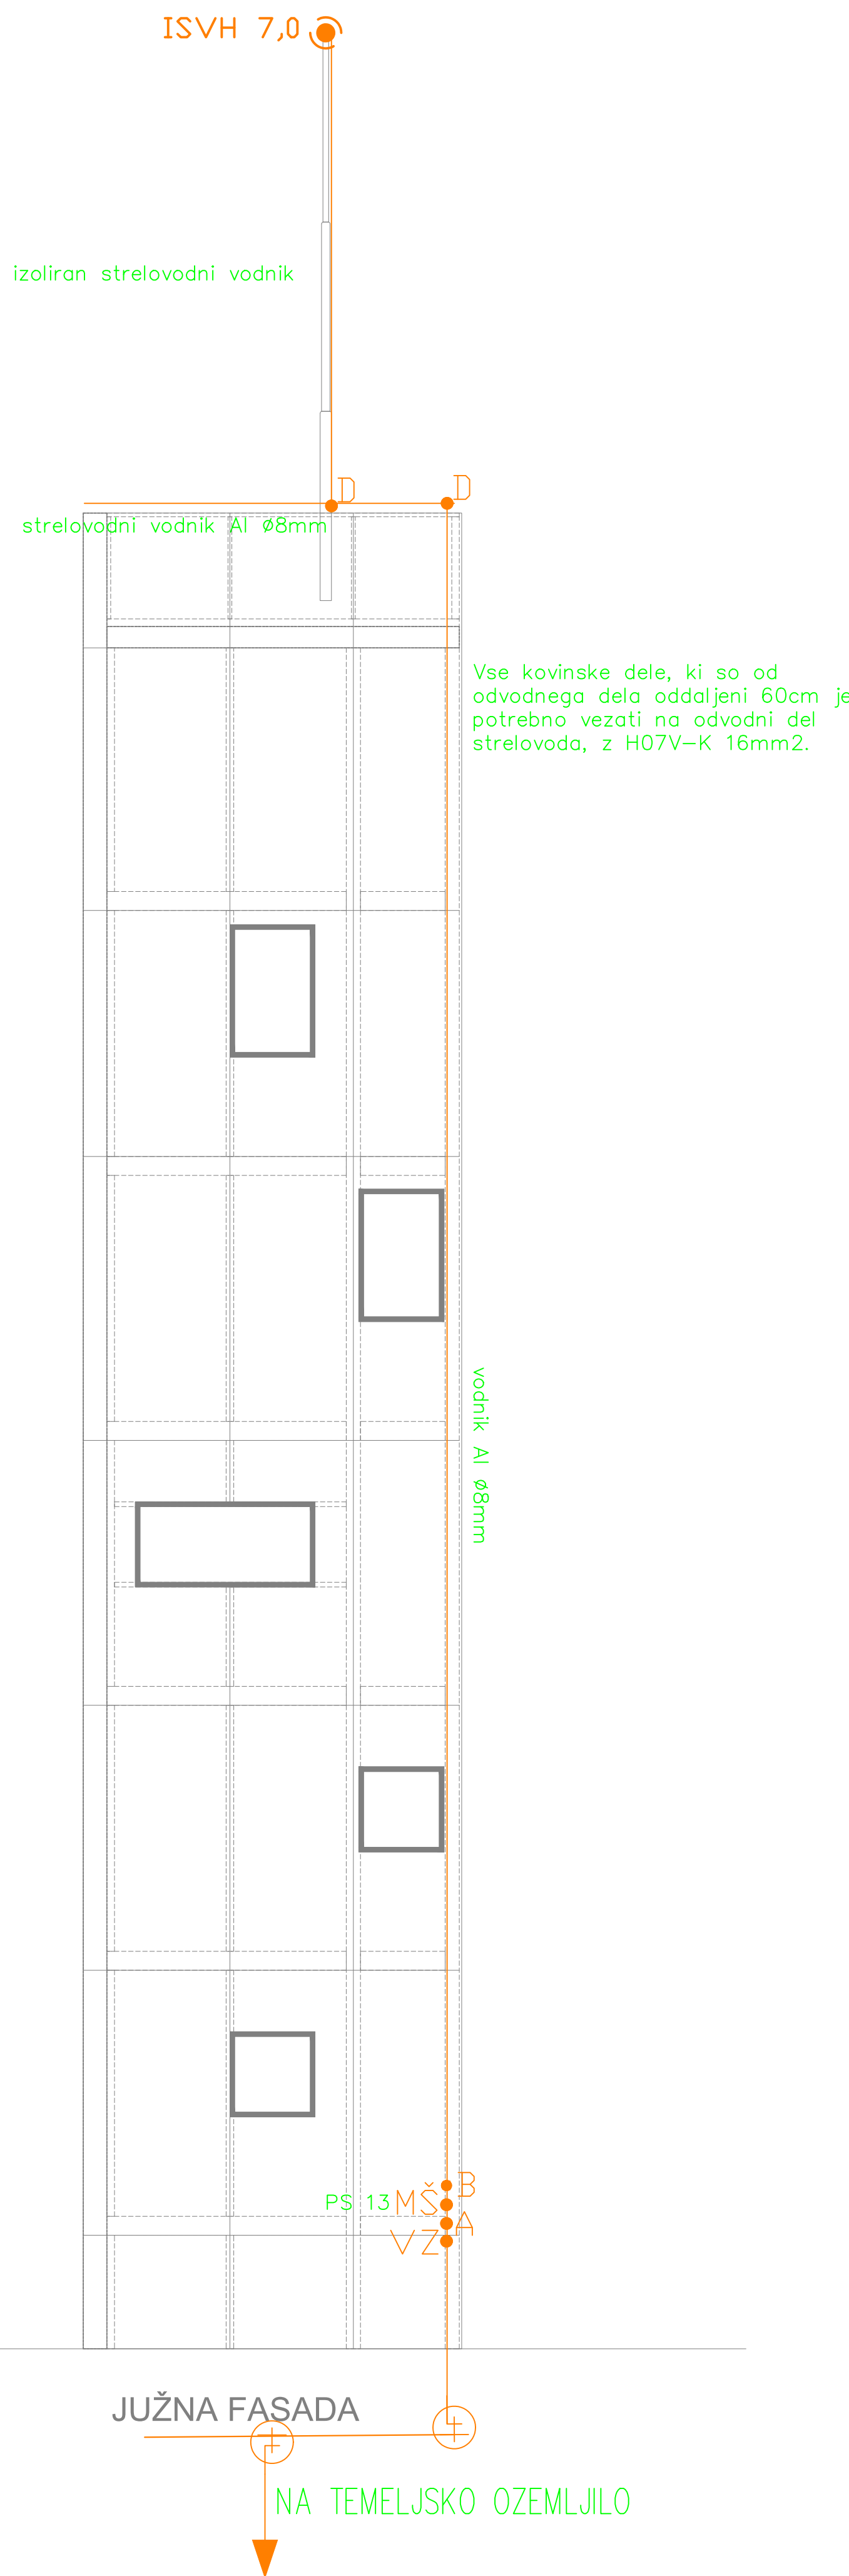 ISVH 7,0
izoliran strelovodni vodnik
D
D
strelovodni vodnik Al ø8mm
Vse kovinske dele, ki so od
odvodnega dela oddaljeni 60cm je
potrebno vezati na odvodni del
strelovoda, z H07V-K 16mm2.
vodnik Al ø8mm
B
PS 13 MŠ
A
VZ
JUŽNA FASADA
NA TEMELJSKO OZEMLJILO